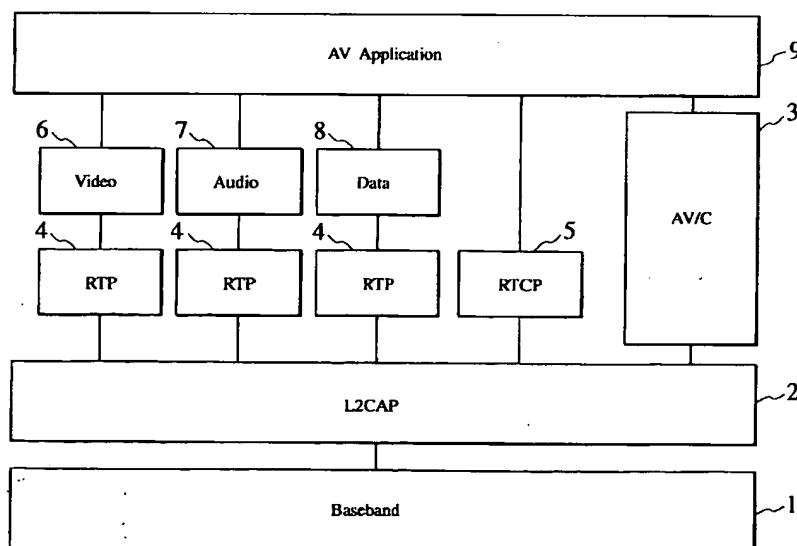 AV Application
9
3
6
7
8
Video
Audio
Data
AV/C
4
4
4
5
RTP
RTP
RTP
RTCP
L2CAP
2
Baseband
1